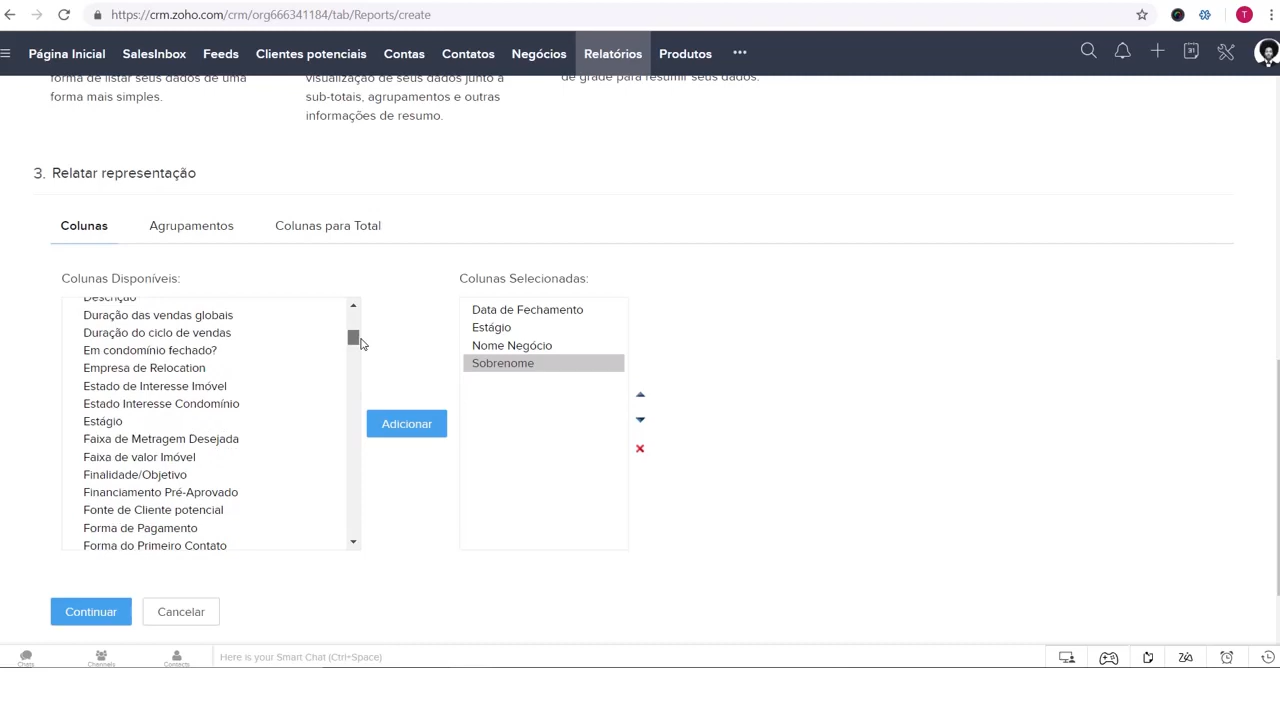 https://crm.zoho.com/crm/org666341184/tab/Reports/create
T
Página Inicial SalesInbox Feeds Clientes potenciais Contas Contatos Negócios Relatórios Produtos
31
forma de listar seus dados de uma
forma mais simples.
visualização de seus dados junto a
sub-totais, agrupamentos e outras
informações de resumo.
de grade para resumir seus dados.
3. Relatar representação
Colunas Agrupamentos Colunas para Total
Colunas Disponíveis:
Descrição
Duração das vendas globais
Duração do ciclo de vendas
Em condomínio fechado?
Empresa de Relocation
Estado de Interesse Imóvel
Estado Interesse Condomínio
Estágio
Faixa de Metragem Desejada
Faixa de valor Imóvel
Finalidade/Objetivo
Financiamento Pré-Aprovado
Fonte de Cliente potencial
Forma de Pagamento
Forma do Primeiro Contato
Adicionar
Colunas Selecionadas:
Data de Fechamento
Estágio
Nome Negócio
Sobrenome
Continuar Cancelar
Chats Channels Contacts Here is your Smart Chat (Ctrl+Space)